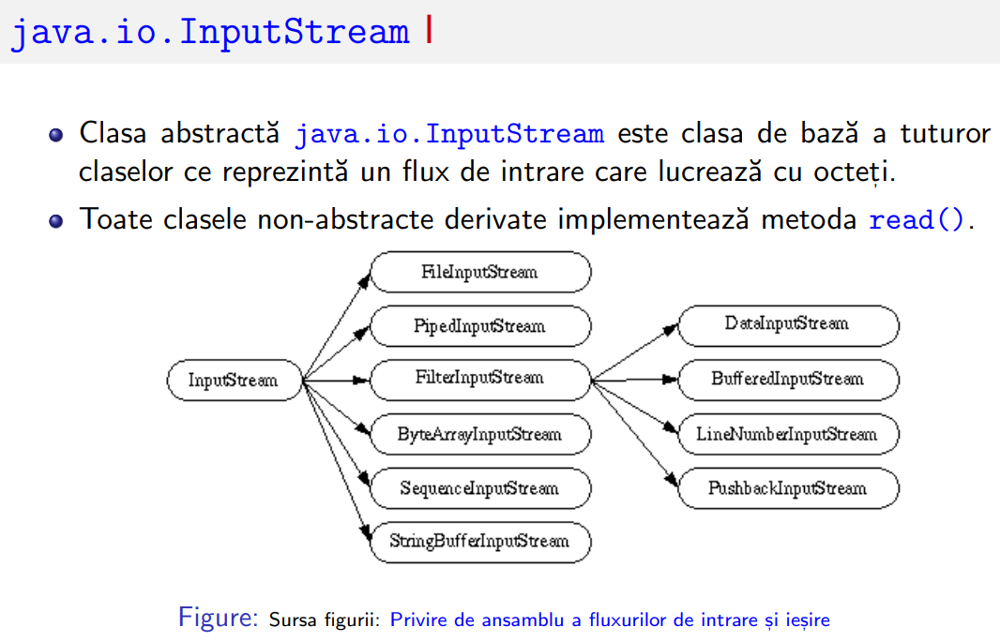 java.io.InputStream I
Clasa abstractă java.io.InputStream este clasa de bază a tuturor
claselor ce reprezintă un flux de intrare care lucrează cu octeți.
Toate clasele non-abstracte derivate implementează metoda read().
InputStream
FileInputStream
PipedInputStream
FilterInputStream
ByteArrayInputStream
SequenceInputStream
StringBufferInputStream
DataInputStream
BufferedInputStream
LineNumberInputStream
PushbackInputStream
Figure: Sursa figurii: Privire de ansamblu a fluxurilor de intrare și ieșire